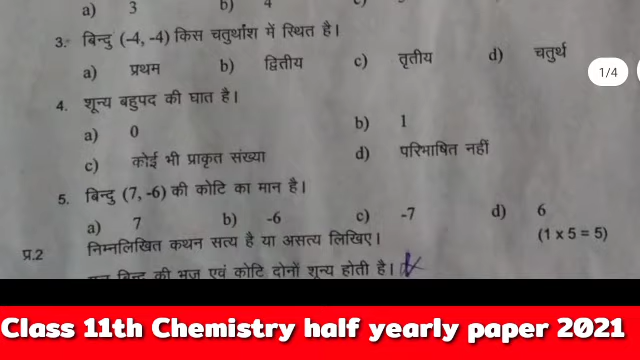 a) 3 b) 4
3. बिन्दु (-4, -4) किस चतुर्थांश में स्थित है।
a) प्रथम b) द्वितीय c) तृतीय d) चतुर्थ
1/4
4. शून्य बहुपद की घात है।
a) 0 b) 1
c) कोई भी प्राकृत संख्या d) परिभाषित नहीं
5. बिन्दु (7, -6) की कोटि का मान है।
a) 7 b) -6 c) -7 d) 6
प्र.2 निम्नलिखित कथन सत्य है या असत्य लिखिए। (1 x 5 = 5)
बिन्दु की भुज एवं कोटि दोनों शून्य होती है।
Class 11th Chemistry half yearly paper 2021